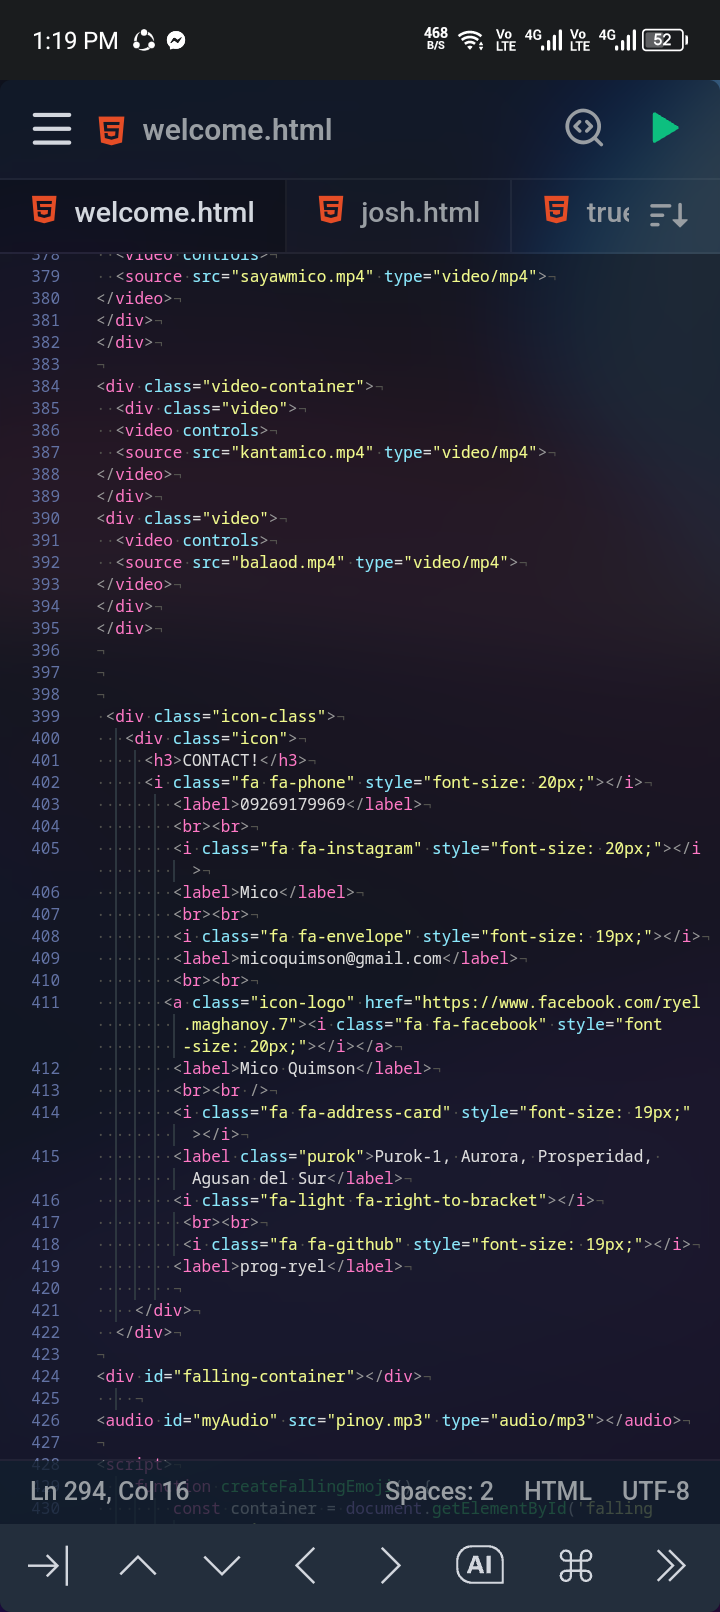 1:19 PM 468 B/S Vo LTE 4G Vo LTE 4G 52
welcome.html
welcome.html josh.html true
378 <video controls>
379 <source src="sayawmico.mp4" type="video/mp4">
380 </video>
381 </div>
382 </div>
383
384 <div class="video-container">
385 <div class="video">
386 <video controls>
387 <source src="kantamico.mp4" type="video/mp4">
388 </video>
389 </div>
390 <div class="video">
391 <video controls>
392 <source src="balaod.mp4" type="video/mp4">
393 </video>
394 </div>
395 </div>
396
397
398
399 <div class="icon-class">
400 <div class="icon">
401 <h3>CONTACT!</h3>
402 <i class="fa fa-phone" style="font-size: 20px;"></i>
403 <label>09269179969</label>
404 <br><br>
405 <i class="fa fa-instagram" style="font-size: 20px;"></i
>
406 <label>Mico</label>
407 <br><br>
408 <i class="fa fa-envelope" style="font-size: 19px;"></i>
409 <label>micoquimson@gmail.com</label>
410 <br><br>
411 <a class="icon-logo" href="https://www.facebook.com/ryel
.maghanoy.7"><i class="fa fa-facebook" style="font
-size: 20px;"></i></a>
412 <label>Mico Quimson</label>
413 <br><br />
414 <i class="fa fa-address-card" style="font-size: 19px;"
></i>
415 <label class="purok">Purok-1, Aurora, Prosperidad,
Agusan del Sur</label>
416 <i class="fa-light fa-right-to-bracket"></i>
417 <br><br>
418 <i class="fa fa-github" style="font-size: 19px;"></i>
419 <label>prog-ryel</label>
420
421 </div>
422 </div>
423
424 <div id="falling-container"></div>
425
426 <audio id="myAudio" src="pinoy.mp3" type="audio/mp3"></audio>
427
428 <script>
429 function createFallingEmoji() {
430 const container = document.getElementById('falling
Ln 294, Col 16 Spaces: 2 HTML UTF-8
AI